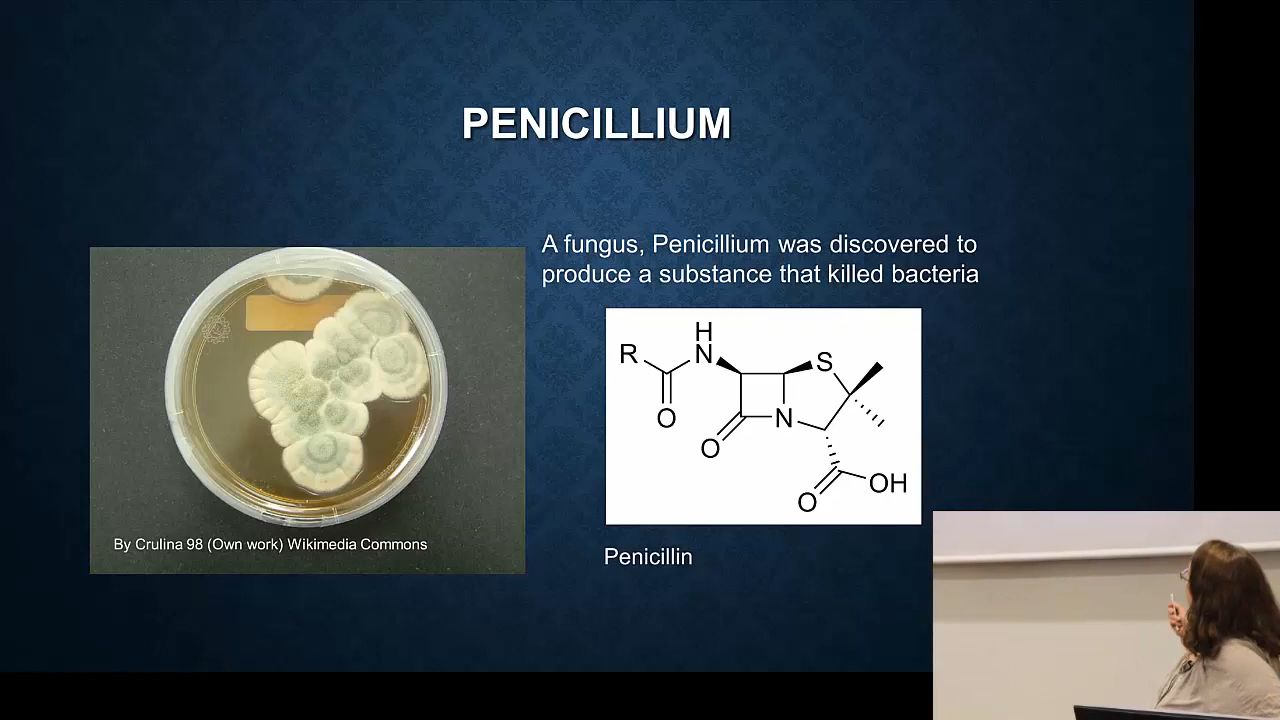 PENICILLIUM
A fungus, Penicillium was discovered to
produce a substance that killed bacteria
H
R
N
S
O
N
O
OH
O
By Crulina 98 (Own work) Wikimedia Commons
Penicillin